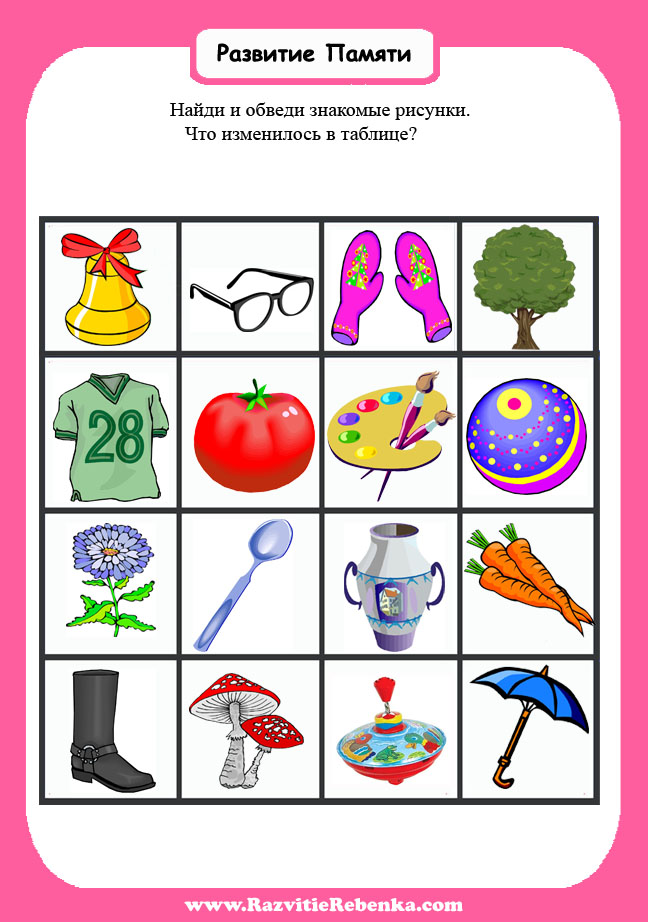 Развитие Памяти
Найди и обведи знакомые рисунки.
Что изменилось в таблице?
28
www.RazvitieRebenka.com